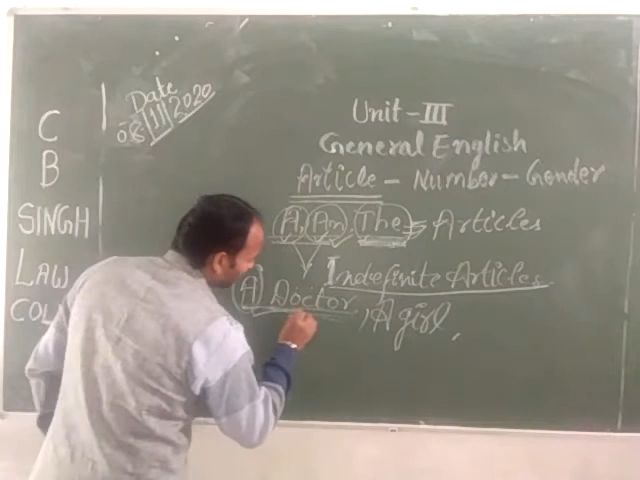 Date
08/11/2020
Unit-III
General English
Article - Number - Gender
A, An, The = Articles
Indefinite Articles
A Doctor, A girl,
C
B
SINGH
LAW